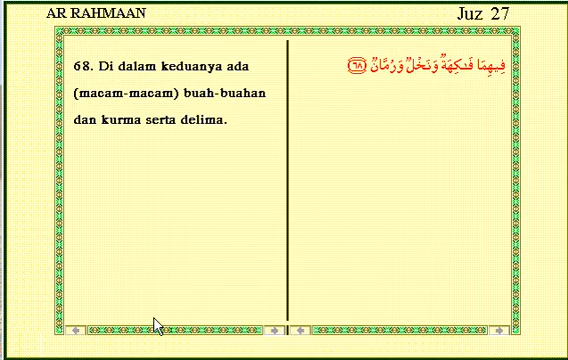 AR RAHMAAN
Juz 27
68. Di dalam keduanya ada
(macam-macam) buah-buahan
dan kurma serta delima.
فِيهِمَا فَـٰكِهَةٌ وَنَخْلٌ وَرُمَّانٌ ﴿٦٨﴾